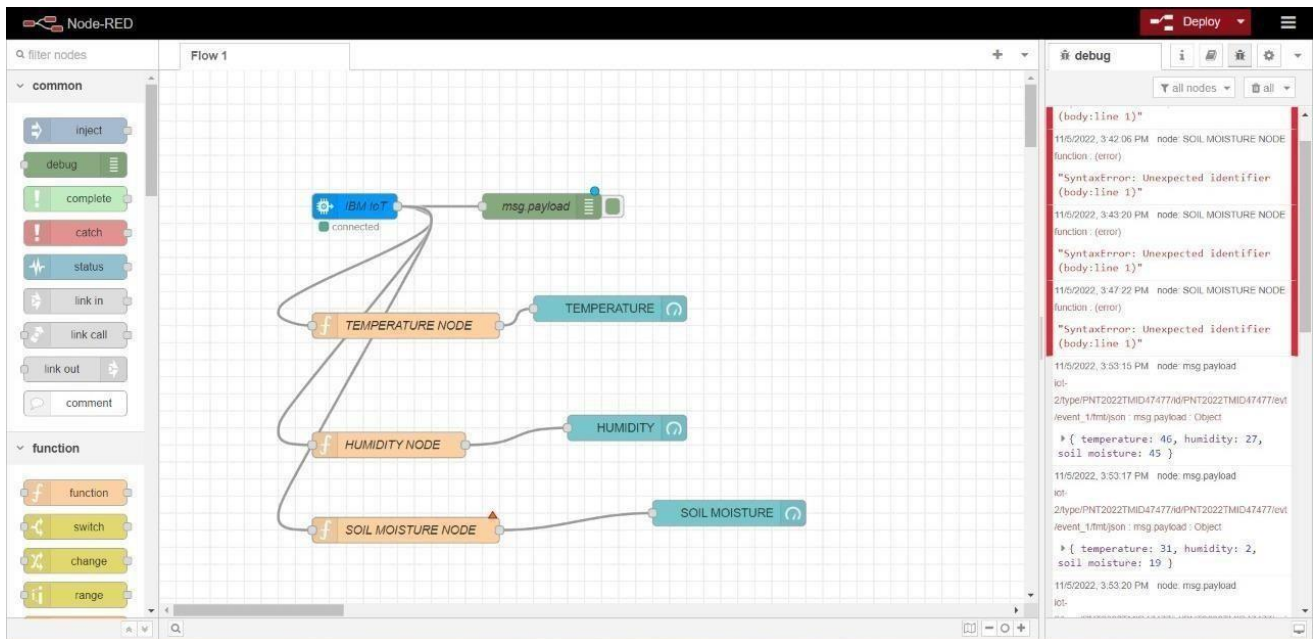 Node-RED
Deploy
filter nodes
Flow 1
debug
i
all nodes
all
common
inject
debug
complete
catch
status
link in
link call
link out
comment
function
function
switch
change
range
IBM IoT
connected
msg.payload
TEMPERATURE NODE
TEMPERATURE
HUMIDITY NODE
HUMIDITY
SOIL MOISTURE NODE
SOIL MOISTURE
(body:line 1)"
11/5/2022, 3:42:06 PM node: SOIL MOISTURE NODE
function : (error)
"SyntaxError: Unexpected identifier
(body:line 1)"
11/5/2022, 3:43:20 PM node: SOIL MOISTURE NODE
function : (error)
"SyntaxError: Unexpected identifier
(body:line 1)"
11/5/2022, 3:47:22 PM node: SOIL MOISTURE NODE
function : (error)
"SyntaxError: Unexpected identifier
(body:line 1)"
11/5/2022, 3:53:15 PM node: msg.payload
iot-
2/type/PNT2022TMID47477/id/PNT2022TMID47477/evt
/event_1/fmt/json : msg.payload : Object
{ temperature: 46, humidity: 27,
soil moisture: 45 }
11/5/2022, 3:53:17 PM node: msg.payload
iot-
2/type/PNT2022TMID47477/id/PNT2022TMID47477/evt
/event_1/fmt/json : msg.payload : Object
{ temperature: 31, humidity: 2,
soil moisture: 19 }
11/5/2022, 3:53:20 PM node: msg.payload
iot-